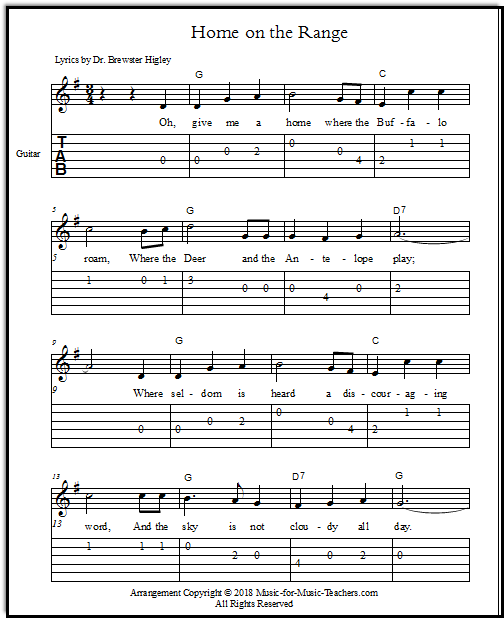 Home on the Range
Lyrics by Dr. Brewster Higley
G C
3
4
Oh, give me a home where the Buf - fa - lo
Guitar
T
A
B
0 0 0 2 0 0 4 2 1 1
5 G D7
5 roam, Where the Deer and the An - te - lope play;
1 0 1 3 0 0 0 4 0 2
9 G C
9 Where sel - dom is heard a dis - cour - ag - ing
0 0 0 2 0 0 4 2 1 1
13 G D7 G
13 word, And the sky is not clou - dy all day.
1 1 1 0 2 0 4 0 2 0
Arrangement Copyright © 2018 Music-for-Music-Teachers.com
All Rights Reserved